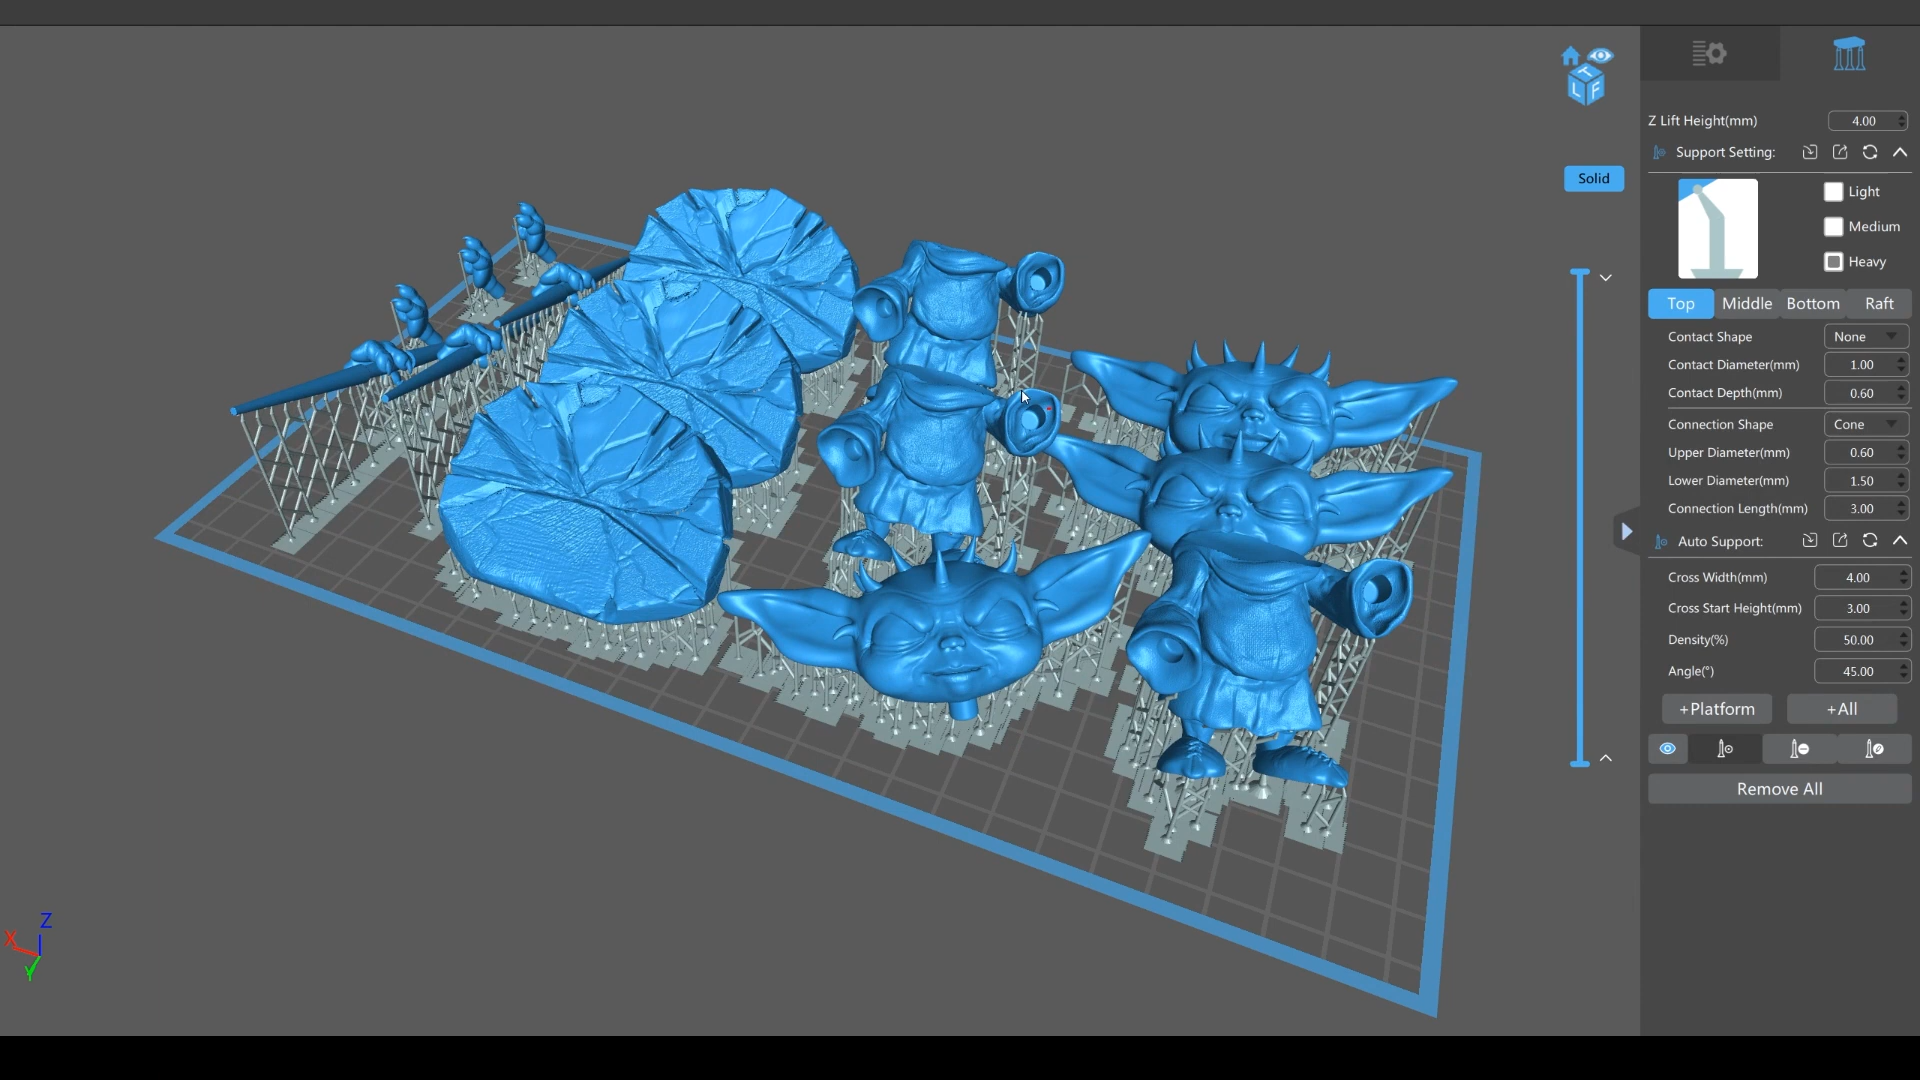 T
L F
Solid
Z Lift Height(mm) 4.00
Support Setting:
Light
Medium
Heavy
Top Middle Bottom Raft
Contact Shape None
Contact Diameter(mm) 1.00
Contact Depth(mm) 0.60
Connection Shape Cone
Upper Diameter(mm) 0.60
Lower Diameter(mm) 1.50
Connection Length(mm) 3.00
Auto Support:
Cross Width(mm) 4.00
Cross Start Height(mm) 3.00
Density(%) 50.00
Angle(°) 45.00
+Platform +All
Remove All
Z
X
Y